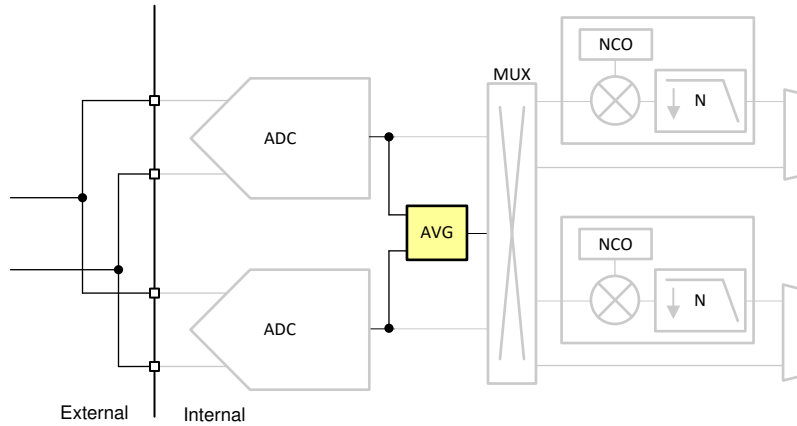 NCO
MUX
N
ADC
AVG
NCO
ADC
N
External
Internal